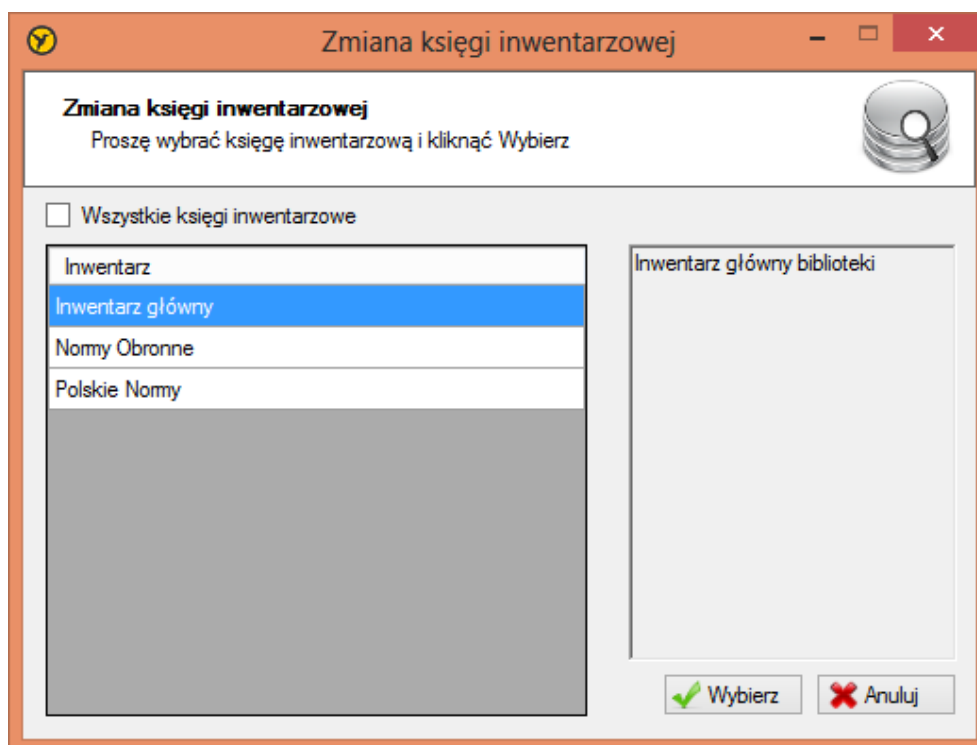 Zmiana księgi inwentarzowej
Zmiana księgi inwentarzowej
Proszę wybrać księgę inwentarzową i kliknąć Wybierz
Wszystkie księgi inwentarzowe
Inwentarz
Inwentarz główny
Normy Obronne
Polskie Normy
Inwentarz główny biblioteki
Wybierz
Anuluj